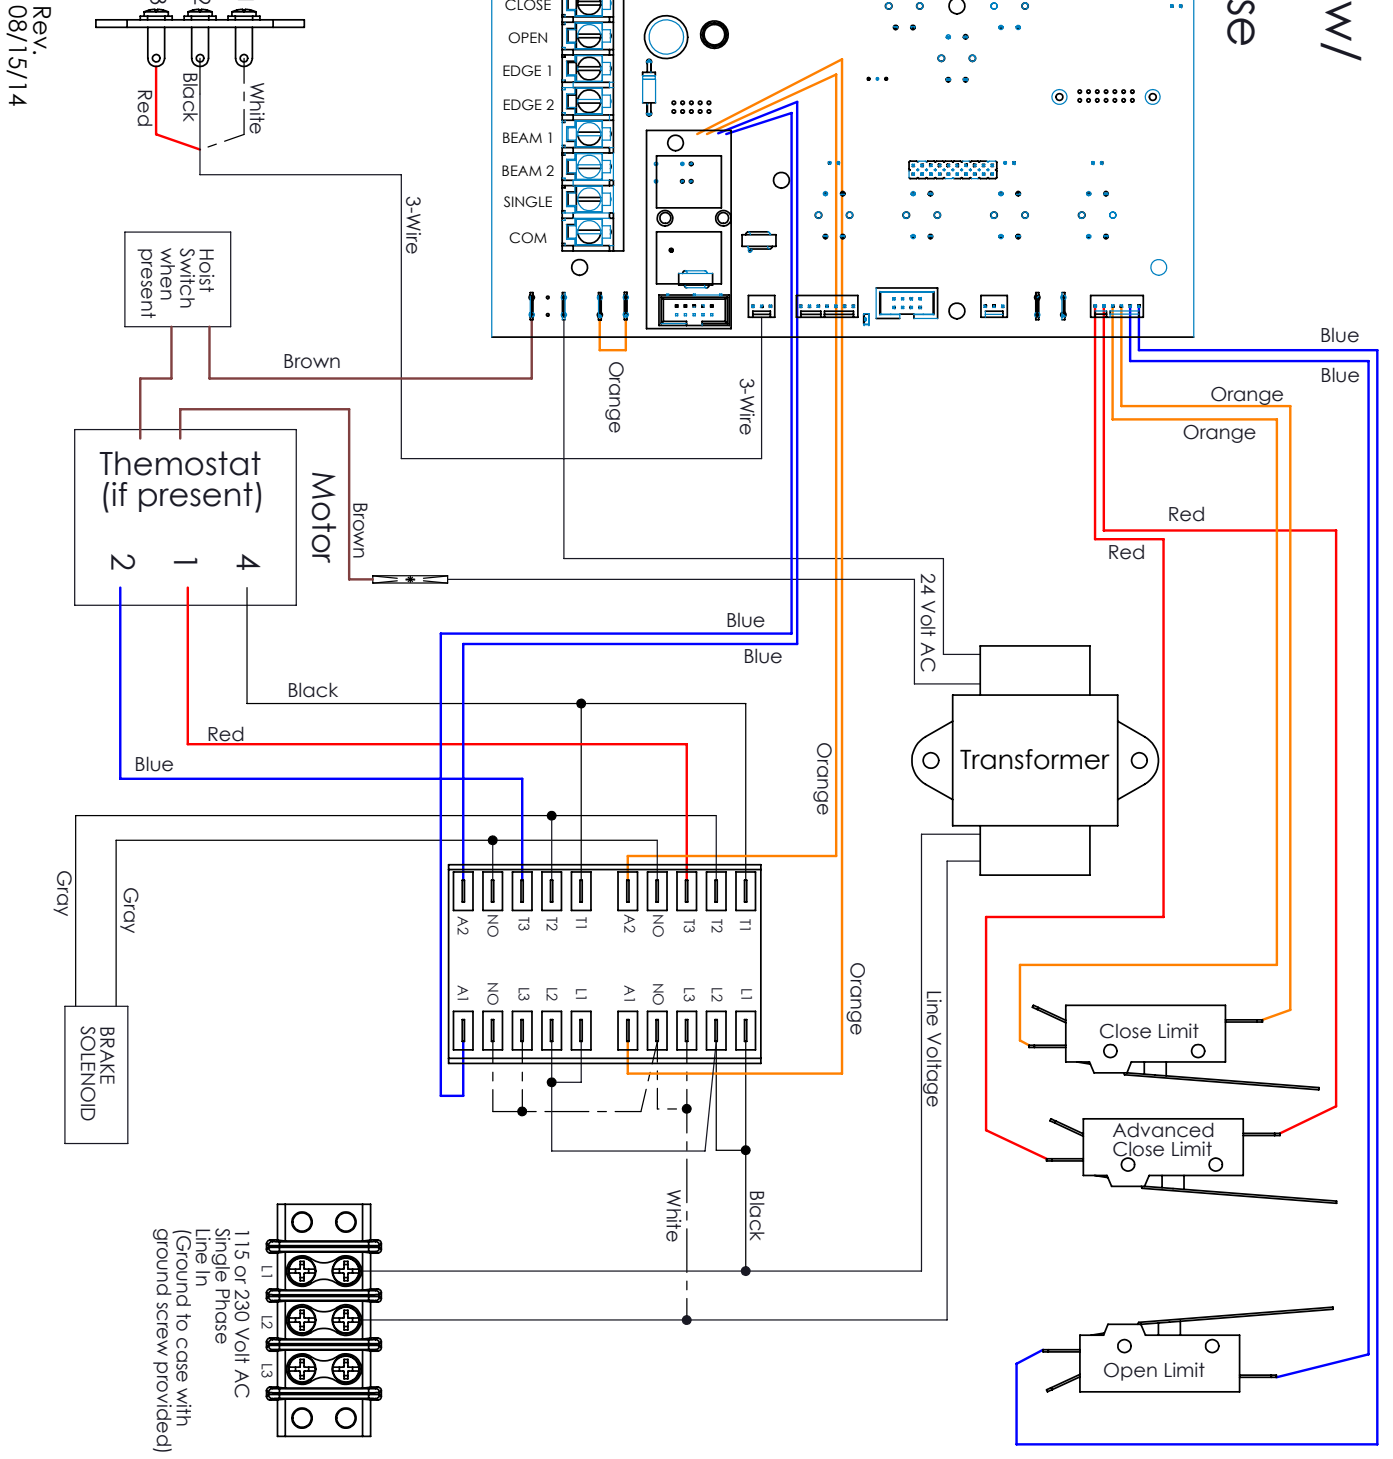 w/
se
Rev.
08/15/14
1
2
3
White
Black
Red
CLOSE
OPEN
EDGE 1
EDGE 2
BEAM 1
BEAM 2
SINGLE
COM
3-Wire
Hoist
Switch
when
present
Brown
Orange
3-Wire
Blue
Blue
Orange
Orange
Red
Red
Themostat
(if present)
Motor
2
1
4
Brown
24 Volt AC
Blue
Blue
Black
Red
Blue
Transformer
Orange
Gray
Gray
A2
NO
T3
T2
T1
A2
NO
T3
T2
T1
A1
NO
L3
L2
L1
A1
NO
L3
L2
L1
Orange
Line Voltage
BRAKE
SOLENOID
Close Limit
Advanced
Close Limit
Open Limit
White
Black
L1
L2
L3
115 or 230 Volt AC
Single Phase
Line In
(Ground to case with
ground screw provided)